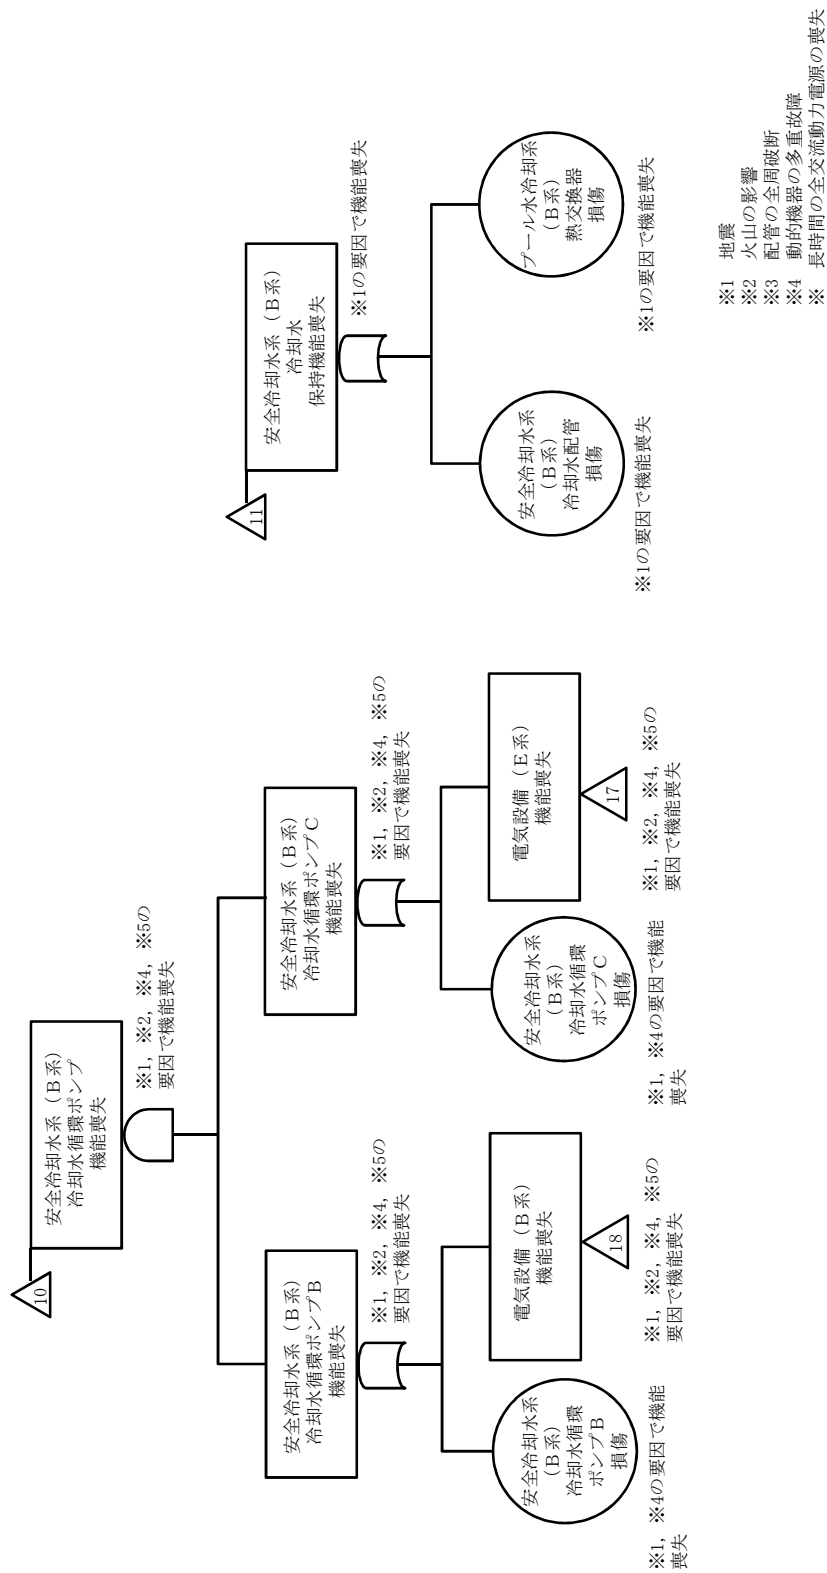 10
安全冷却水系（Ｂ系）
冷却水循環ポンプ
機能喪失
※1，※2，※4，※5の
要因で機能喪失
安全冷却水系（Ｂ系）
冷却水循環ポンプＢ
機能喪失
※1，※2，※4，※5の
要因で機能喪失
安全冷却水系
（Ｂ系）
冷却水循環
ポンプＢ
損傷
※1，※4の要因で機能
喪失
電気設備（Ｂ系）
機能喪失
18
※1，※2，※4，※5の
要因で機能喪失
安全冷却水系（Ｂ系）
冷却水循環ポンプＣ
機能喪失
※1，※2，※4，※5の
要因で機能喪失
安全冷却水系
（Ｂ系）
冷却水循環
ポンプＣ
損傷
※1，※4の要因で機能
喪失
電気設備（Ｅ系）
機能喪失
17
※1，※2，※4，※5の
要因で機能喪失
11
安全冷却水系（Ｂ系）
冷却水
保持機能喪失
※1の要因で機能喪失
安全冷却水系
（Ｂ系）
冷却水配管
損傷
※1の要因で機能喪失
プール水冷却系
（Ｂ系）
熱交換器
損傷
※1の要因で機能喪失
※1　地震
※2　火山の影響
※3　配管の全周破断
※4　動的機器の多重故障
※　長時間の全交流動力電源の喪失